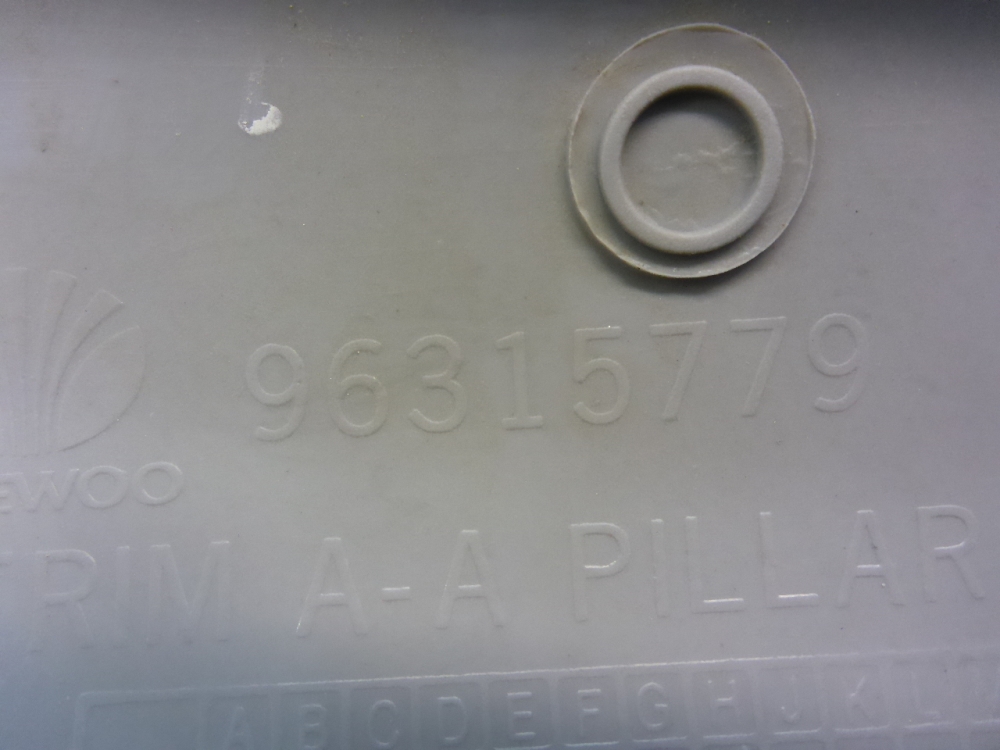 96315779
EWOO
TRIM A-A PILLAR
A B C D E F G H J K L